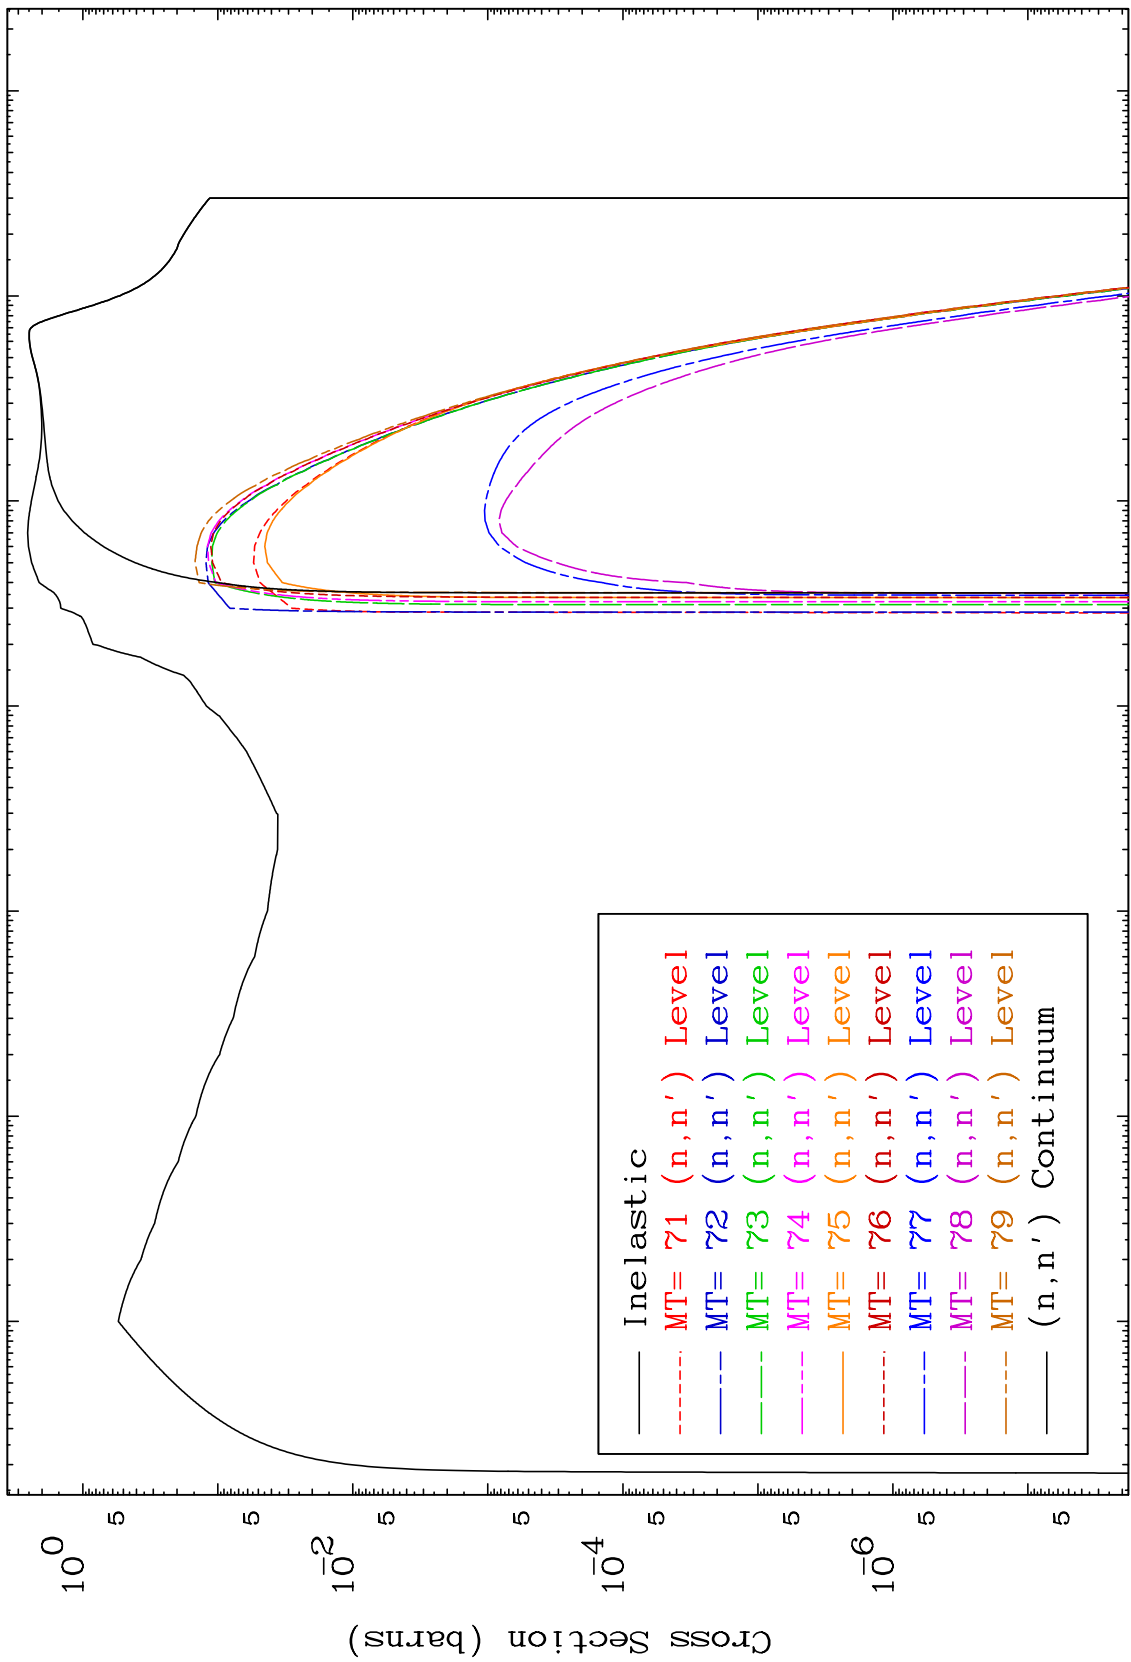 Cross Section (barns)
10^0
5
5
10^-2
5
5
10^-4
5
5
10^-6
5
5
Inelastic
MT= 71 (n,n') Level
MT= 72 (n,n') Level
MT= 73 (n,n') Level
MT= 74 (n,n') Level
MT= 75 (n,n') Level
MT= 76 (n,n') Level
MT= 77 (n,n') Level
MT= 78 (n,n') Level
MT= 79 (n,n') Level
(n,n') Continuum